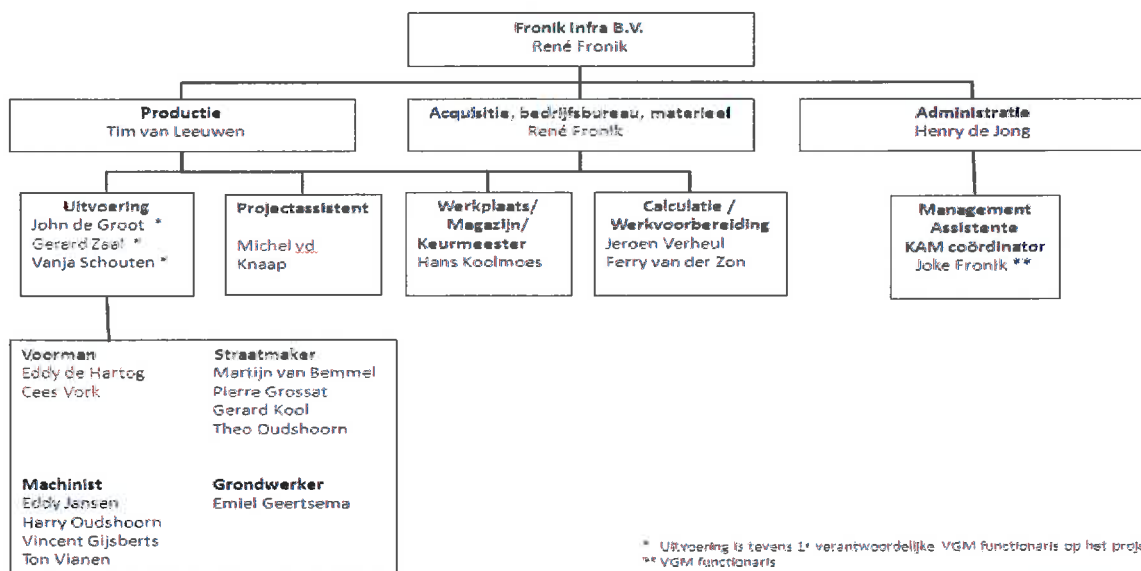 Fronik Infra B.V.
René Fronik
Productie
Tim van Leeuwen
Acquisitie, bedrijfsbureau, materieel
René Fronik
Administratie
Henry de Jong
Uitvoering
John de Groot *
Gerard Zaal *
Vanja Schouten *
Projectassistent
Michel vd
Knaap
Werkplaats/
Magazijn/
Keurmeester
Hans Koolmoes
Calculatie /
Werkvoorbereiding
Jeroen Verheul
Ferry van der Zon
Management
Assistente
KAM coördinator
Joke Fronik **
Voorman
Eddy de Hartog
Cees Vork
Straatmaker
Martijn van Bemmel
Pierre Grossat
Gerard Kool
Theo Oudshoorn
Machinist
Eddy Jansen
Harry Oudshoorn
Vincent Gijsberts
Ton Vianen
Grondwerker
Emiel Geertsema
* Uitvoering is tevens 1e verantwoordelijke VGM functionaris op het proje
** VGM functionaris